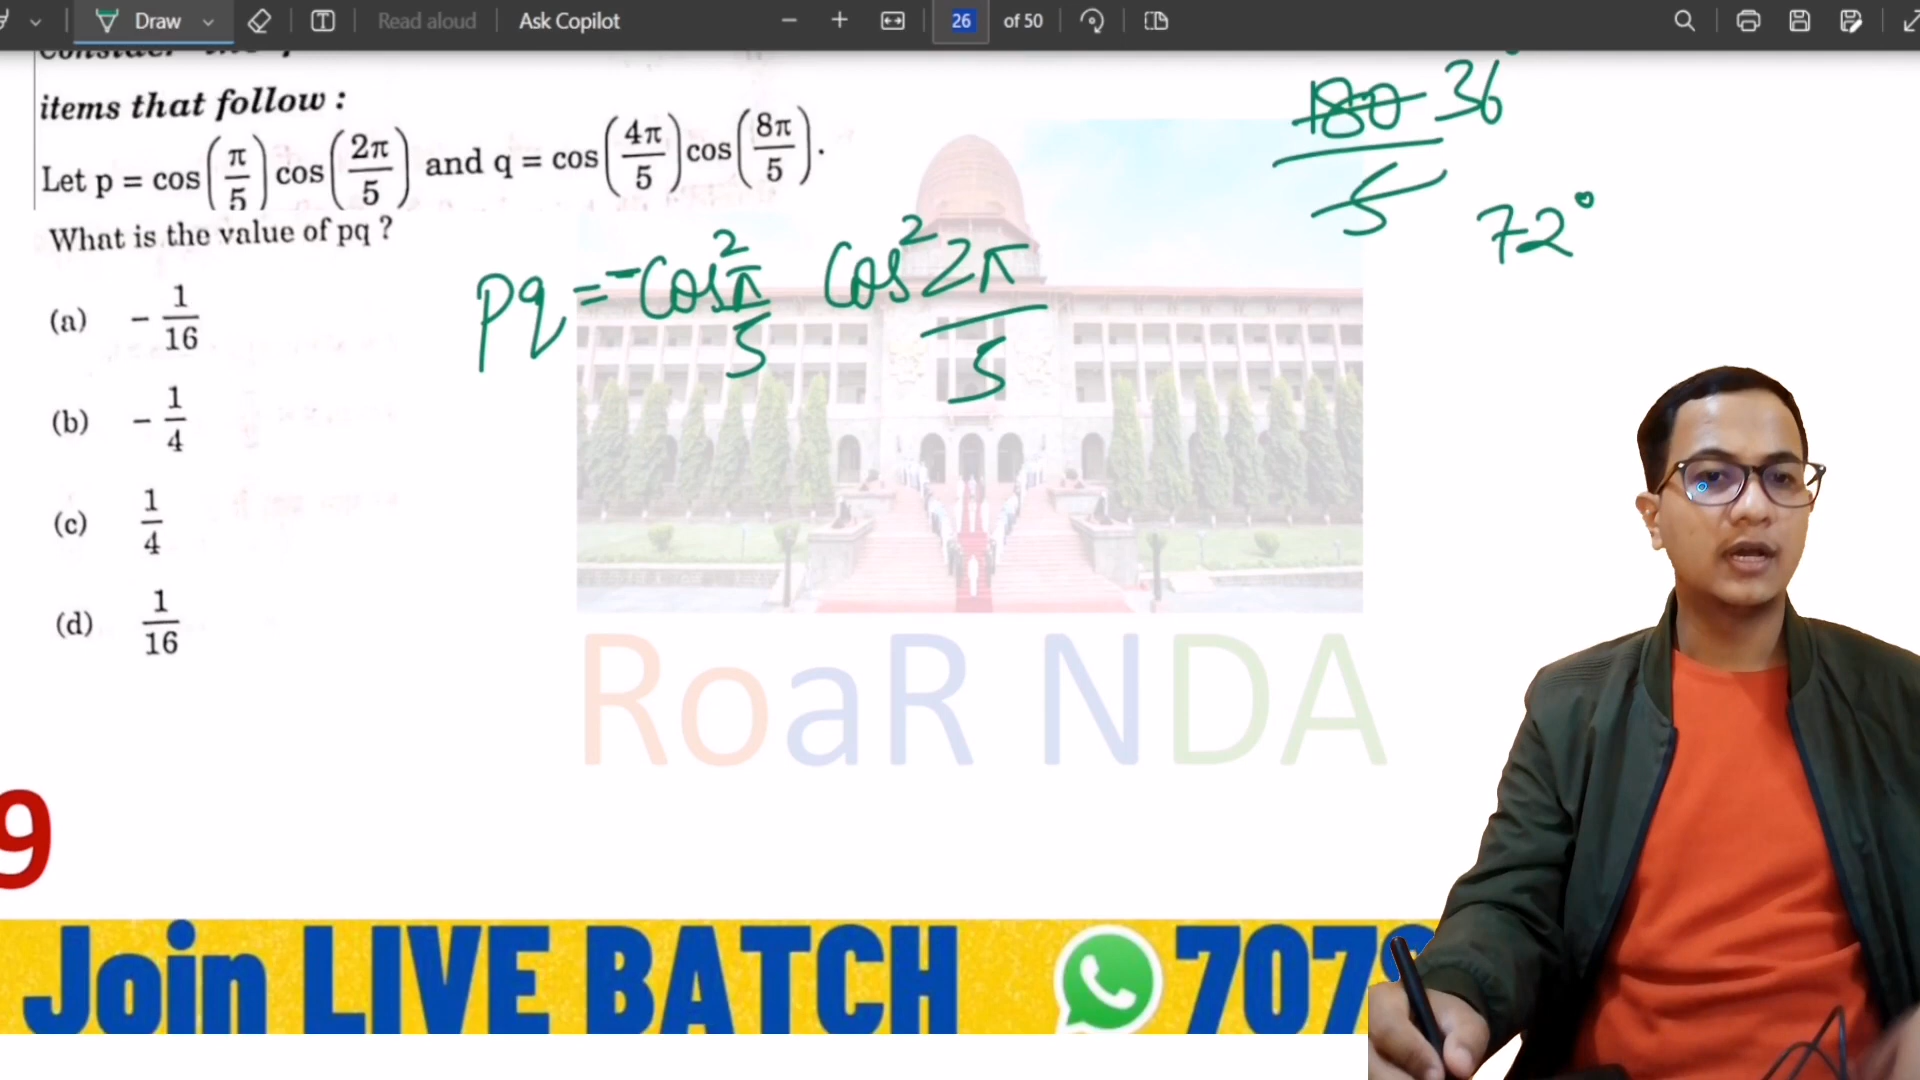 Draw Read aloud Ask Copilot 26 of 50
items that follow :
Let p = cos(π/5) cos(2π/5) and q = cos(4π/5) cos(8π/5).
What is the value of pq ?
(a) - 1/16
(b) - 1/4
(c) 1/4
(d) 1/16
pq = -cos² π/5 cos² 2π/5
180 36°
5
72°
RoaR NDA
9
Join LIVE BATCH 707